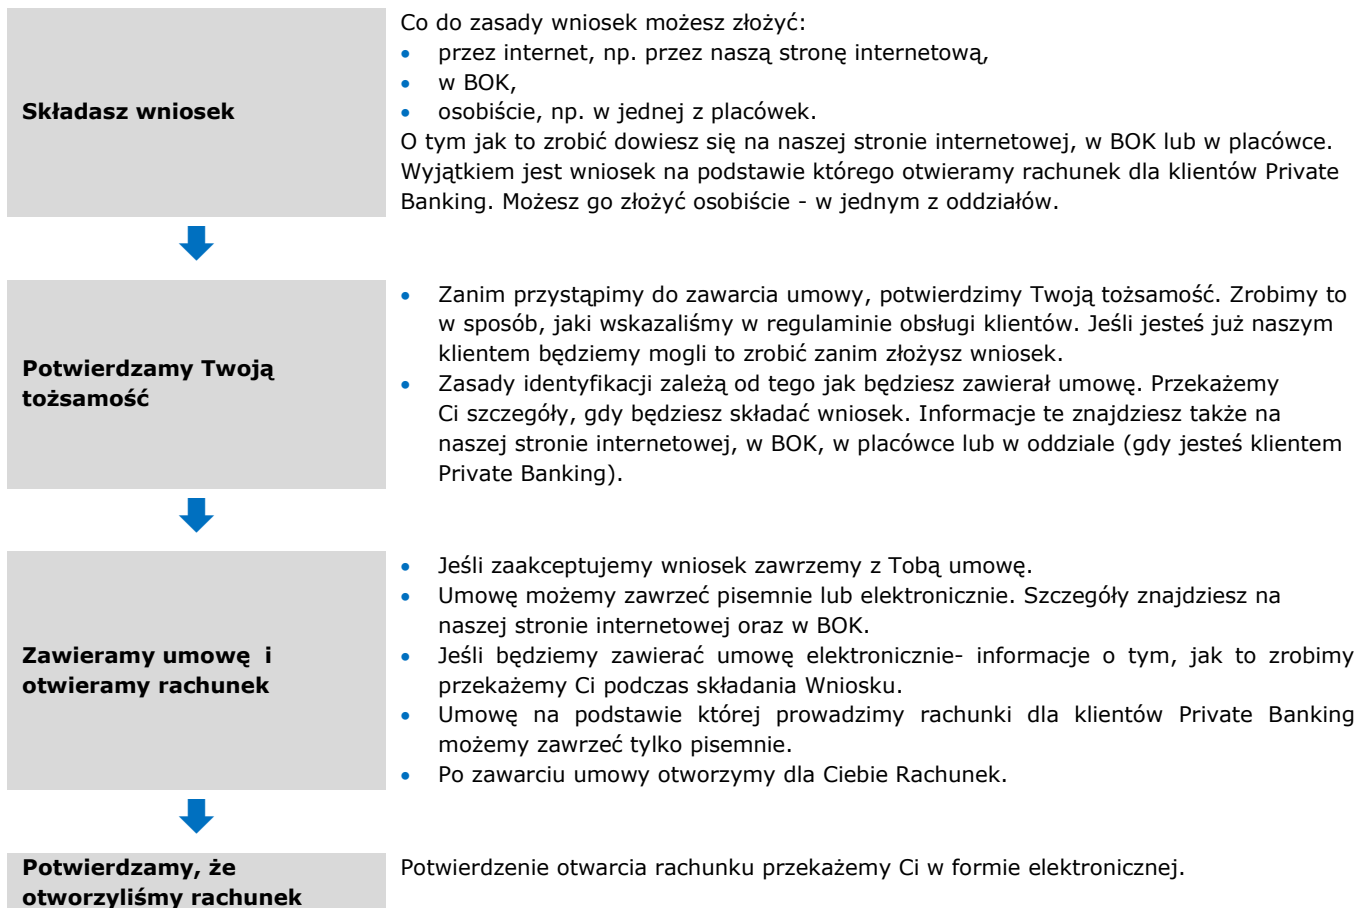 Składasz wniosek
Co do zasady wniosek możesz złożyć:
• przez internet, np. przez naszą stronę internetową,
• w BOK,
• osobiście, np. w jednej z placówek.
O tym jak to zrobić dowiesz się na naszej stronie internetowej, w BOK lub w placówce.
Wyjątkiem jest wniosek na podstawie którego otwieramy rachunek dla klientów Private
Banking. Możesz go złożyć osobiście - w jednym z oddziałów.
Potwierdzamy Twoją
tożsamość
• Zanim przystąpimy do zawarcia umowy, potwierdzimy Twoją tożsamość. Zrobimy to
w sposób, jaki wskazaliśmy w regulaminie obsługi klientów. Jeśli jesteś już naszym
klientem będziemy mogli to zrobić zanim złożysz wniosek.
• Zasady identyfikacji zależą od tego jak będziesz zawierał umowę. Przekażemy
Ci szczegóły, gdy będziesz składać wniosek. Informacje te znajdziesz także na
naszej stronie internetowej, w BOK, w placówce lub w oddziale (gdy jesteś klientem
Private Banking).
Zawieramy umowę i
otwieramy rachunek
• Jeśli zaakceptujemy wniosek zawrzemy z Tobą umowę.
• Umowę możemy zawrzeć pisemnie lub elektronicznie. Szczegóły znajdziesz na
naszej stronie internetowej oraz w BOK.
• Jeśli będziemy zawierać umowę elektronicznie- informacje o tym, jak to zrobimy
przekażemy Ci podczas składania Wniosku.
• Umowę na podstawie której prowadzimy rachunki dla klientów Private Banking
możemy zawrzeć tylko pisemnie.
• Po zawarciu umowy otworzymy dla Ciebie Rachunek.
Potwierdzamy, że
otworzyliśmy rachunek
Potwierdzenie otwarcia rachunku przekażemy Ci w formie elektronicznej.